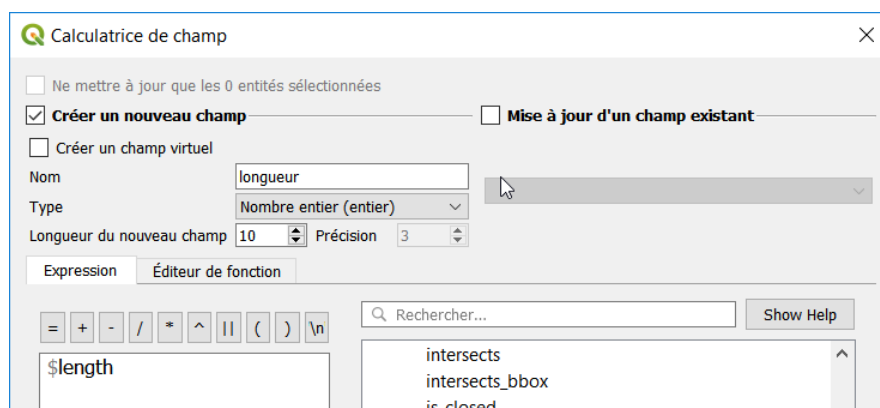 Calculatrice de champ
Ne mettre à jour que les 0 entités sélectionnées
Créer un nouveau champ Mise à jour d'un champ existant
Créer un champ virtuel
Nom longueur
Type Nombre entier (entier)
Longueur du nouveau champ 10 Précision 3
Expression Éditeur de fonction
= + - / * ^ || ( ) \n Rechercher... Show Help
$length
intersects
intersects_bbox
is_closed